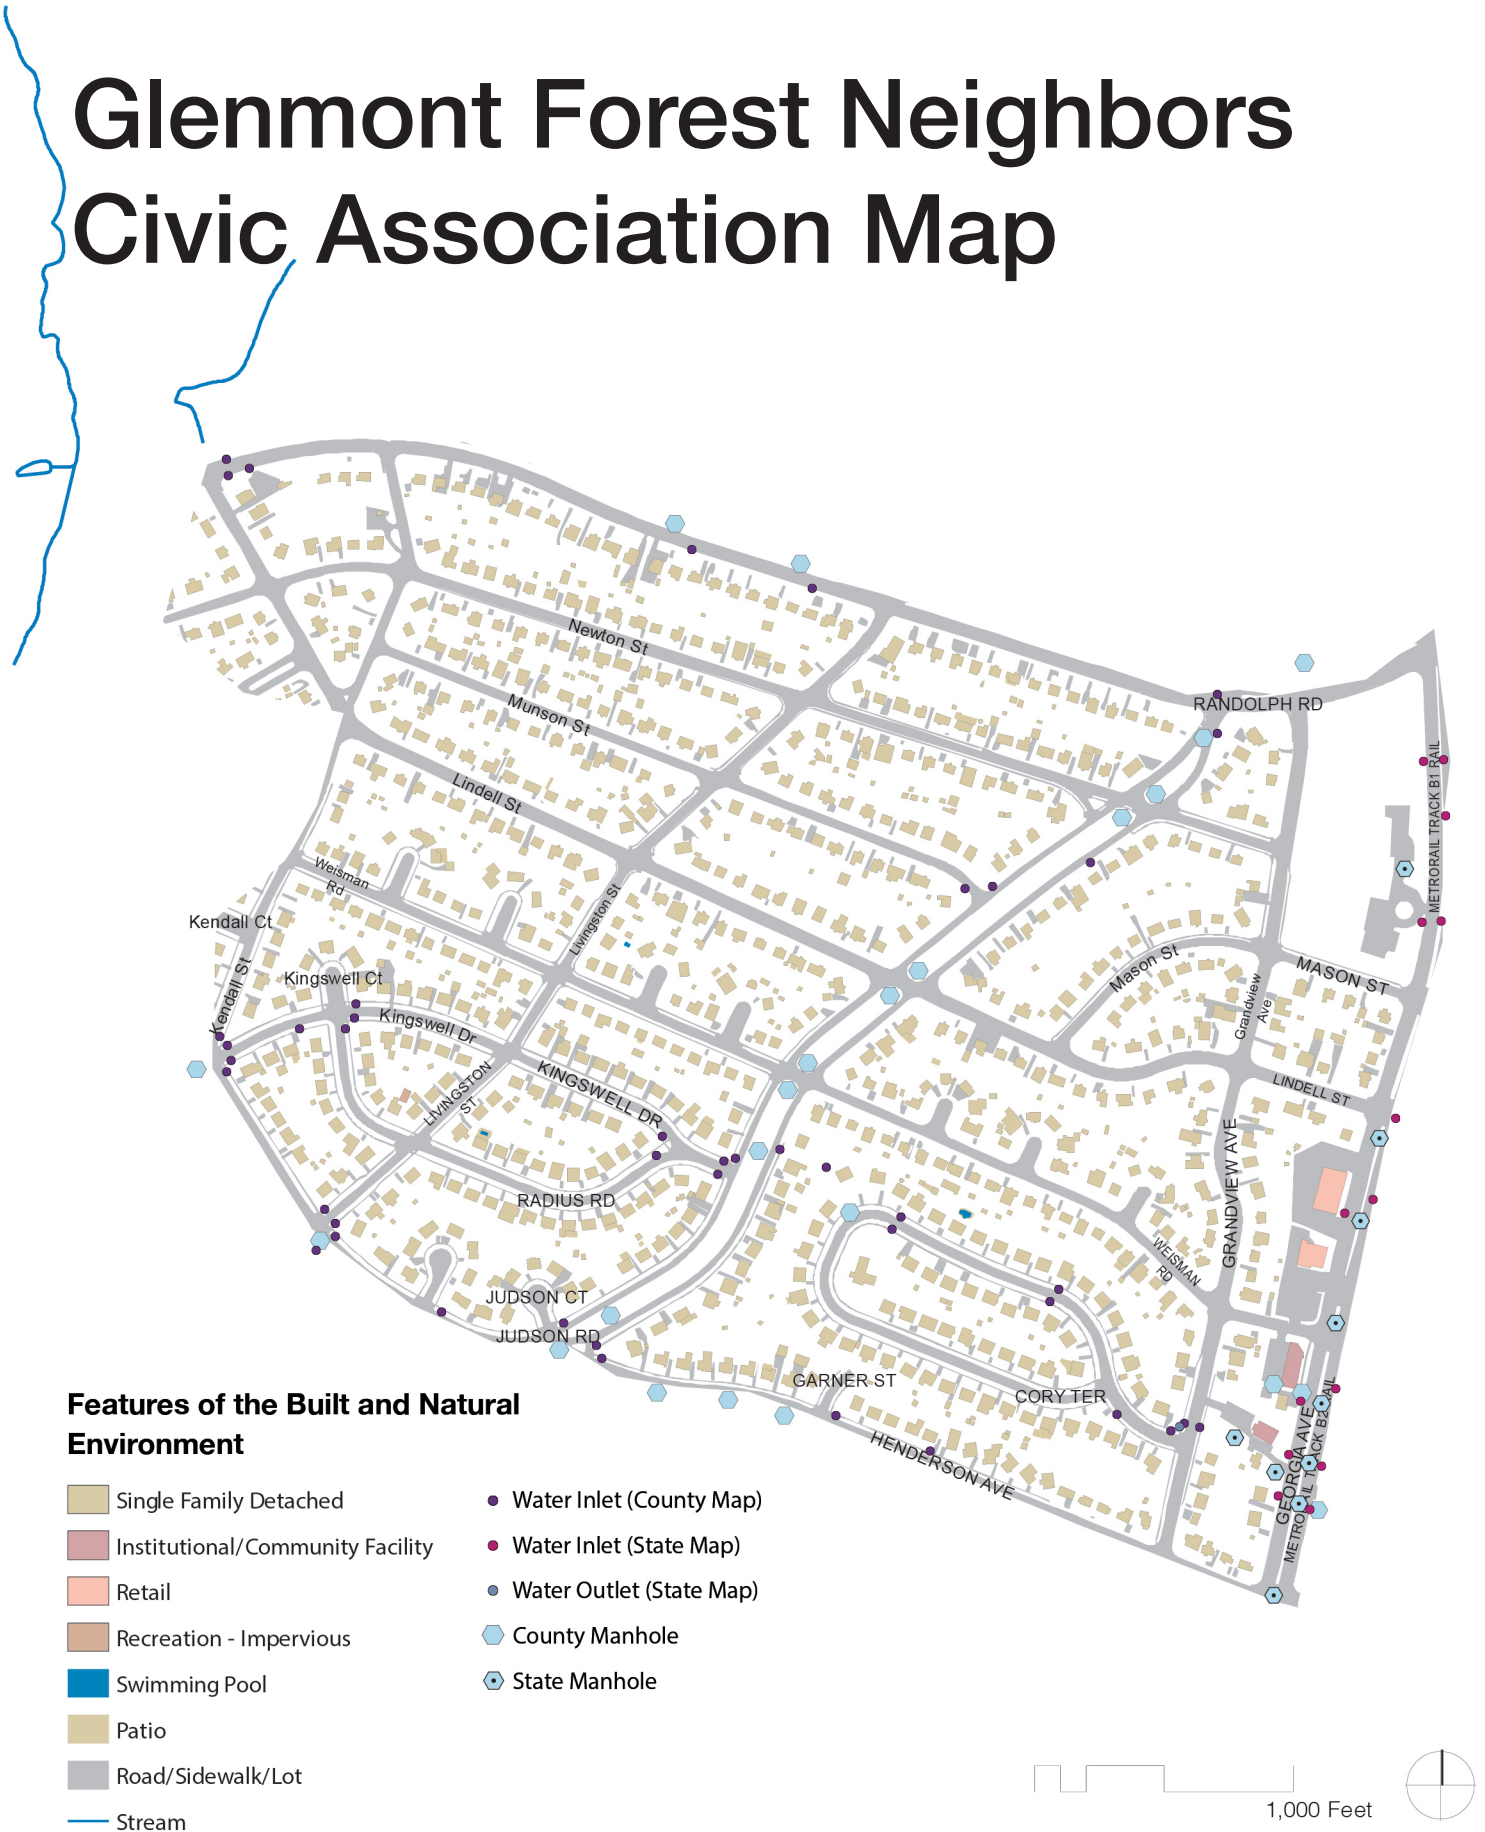 Glenmont Forest Neighbors
Civic Association Map
Newton St
Munson St
Lindell St
RANDOLPH RD
METRORAIL TRACK B1 RAIL
Weisman
Rd
Livingston St
Kendall Ct
Kingswell Ct
Kendall St
Kingswell Dr
Mason St
Grandview
Ave
MASON ST
LIVINGSTON
ST
KINGSWELL DR
LINDELL ST
RADIUS RD
GRANDVIEW AVE
WEISMAN
RD
JUDSON CT
JUDSON RD
GARNER ST
CORY TER
HENDERSON AVE
GEORGIA AVE
METRORAIL TRACK B2 RAIL
Features of the Built and Natural
Environment
Single Family Detached
Institutional/Community Facility
Retail
Recreation - Impervious
Swimming Pool
Patio
Road/Sidewalk/Lot
Stream
Water Inlet (County Map)
Water Inlet (State Map)
Water Outlet (State Map)
County Manhole
State Manhole
1,000 Feet